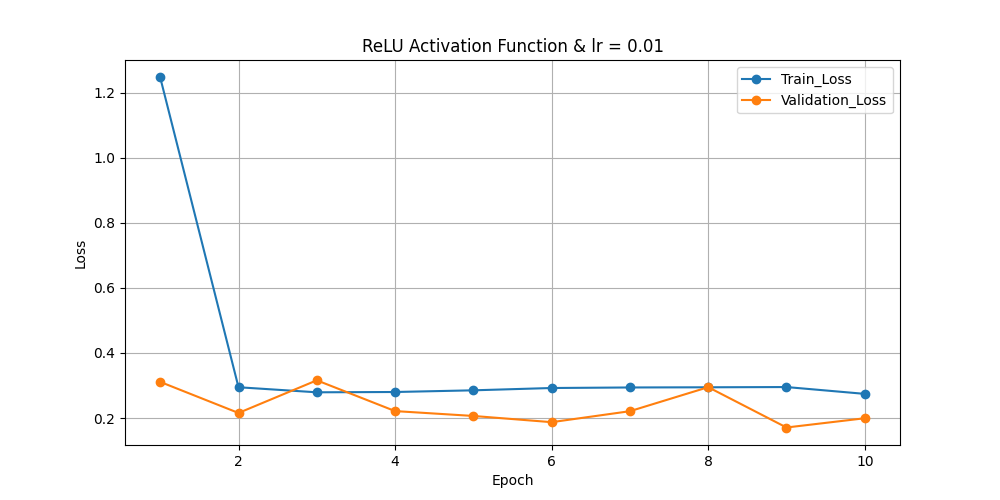 ReLU Activation Function & lr = 0.01
Train_Loss
Validation_Loss
1.2
1.0
0.8
0.6
0.4
0.2
Loss
2 4 6 8 10
Epoch